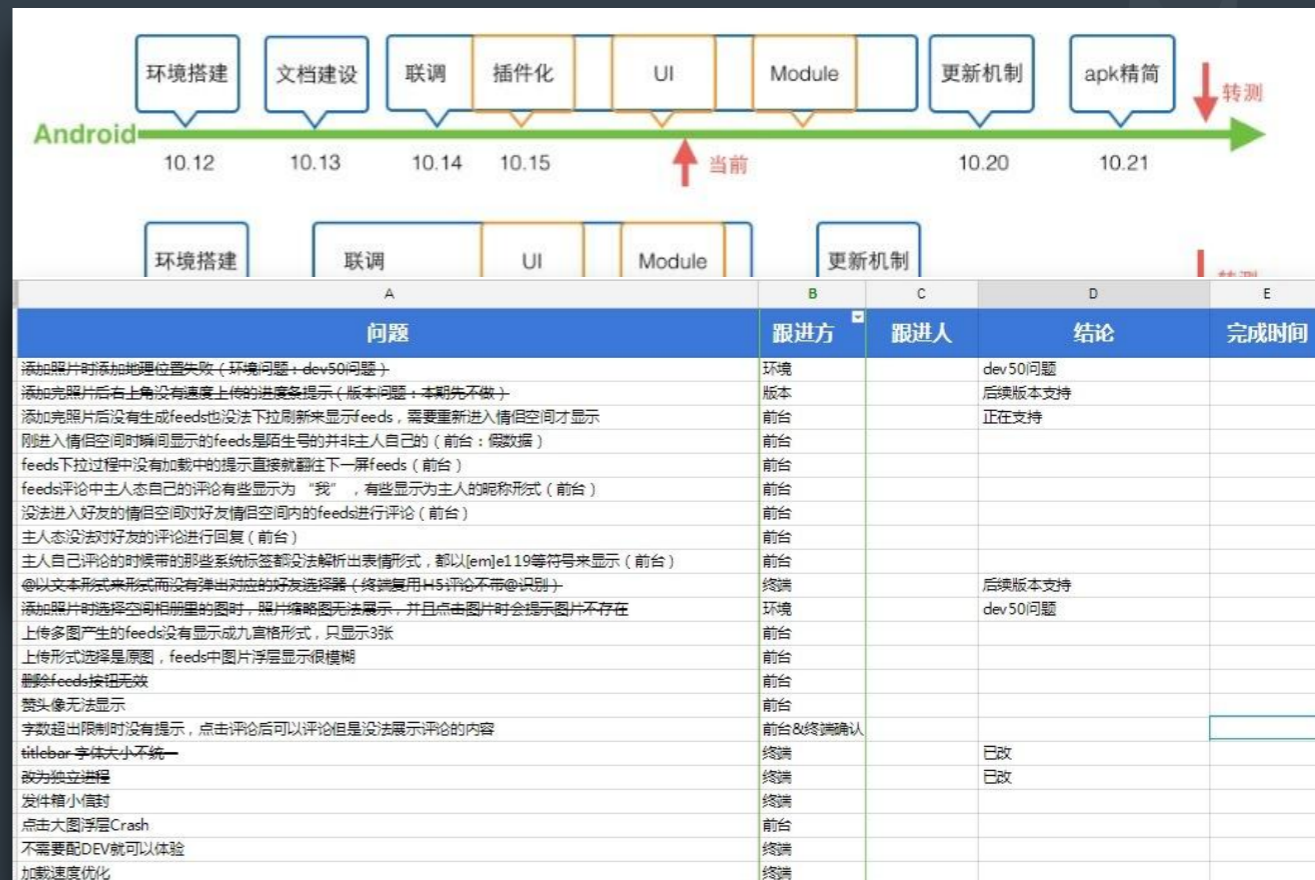 环境搭建 文档建设 联调 插件化 UI Module 更新机制 apk精简
转测
Android
10.12 10.13 10.14 10.15 当前 10.20 10.21
环境搭建 联调 UI Module 更新机制
转测
A B C D E
问题 跟进方 跟进人 结论 完成时间
添加照片时添加地理位置失败（环境问题：dev50问题） 环境 dev50问题
添加完照片后右上角没有速度上传的进度条提示（版本问题：本期先不做） 版本 后续版本支持
添加完照片后没有生成feeds也没法下拉刷新来显示feeds，需要重新进入情侣空间才显示 前台 正在支持
刚进入情侣空间时瞬间显示的feeds是陌生号的并非主人自己的（前台：假数据） 前台
feeds下拉过程中没有加载中的提示直接就翻往下一屏feeds（前台） 前台
feeds评论中主人态自己的评论有些显示为 “我” ，有些显示为主人的昵称形式（前台） 前台
没法进入好友的情侣空间对好友情侣空间内的feeds进行评论（前台） 前台
主人态没法对好友的评论进行回复（前台） 前台
主人自己评论的时候带的那些系统标签都没法解析出表情形式，都以[em]e119等符号来显示（前台） 前台
@以文本形式来形式而没有弹出对应的好友选择器（终端复用H5评论不带@识别） 终端 后续版本支持
添加照片时选择空间相册里的图时，照片缩略图无法展示，并且点击图片时会提示图片不存在 环境 dev50问题
上传多图产生的feeds没有显示成九宫格形式，只显示3张 前台
上传形式选择是原图，feeds中图片浮层显示很模糊 前台
删除feeds按钮无效 前台
赞头像无法显示 前台
字数超出限制时没有提示，点击评论后可以评论但是没法展示评论的内容 前台&终端确认
titlebar 字体大小不统一 终端 已改
改为独立进程 终端 已改
发件箱小信封 终端
点击大图浮层Crash 前台
不需要配DEV就可以体验 终端
加载速度优化 终端